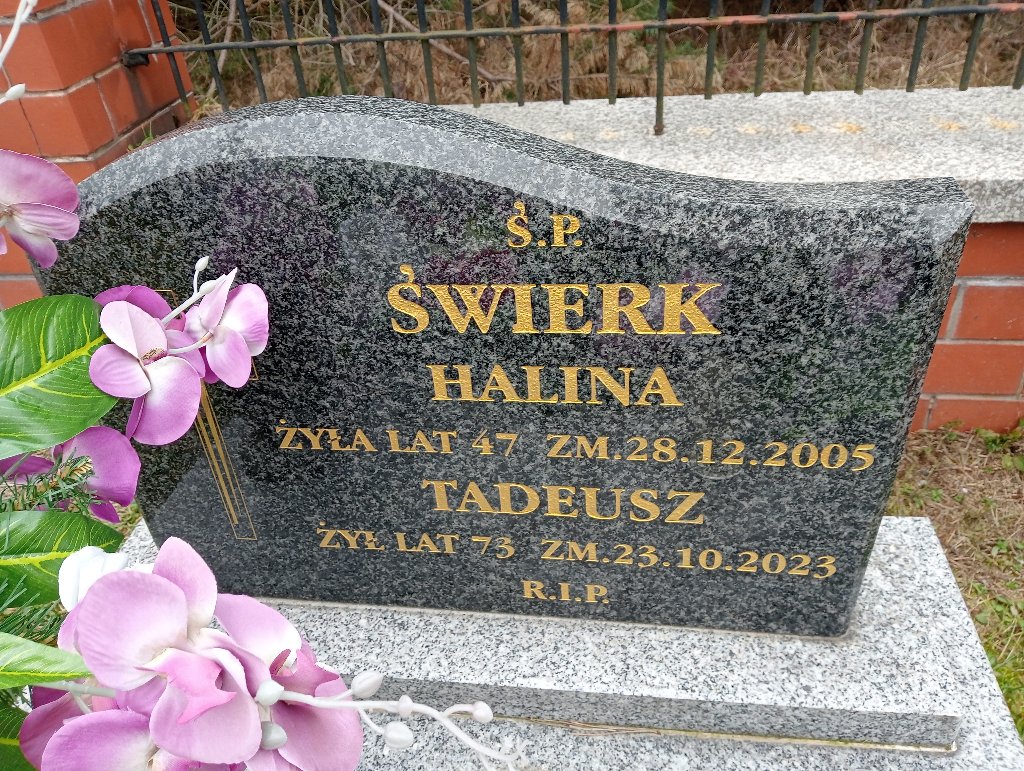 Ś.P.
ŚWIERK
HALINA
ŻYŁA LAT 47 ZM.28.12.2005
TADEUSZ
ŻYŁ LAT 73 ZM.23.10.2023
R.I.P.